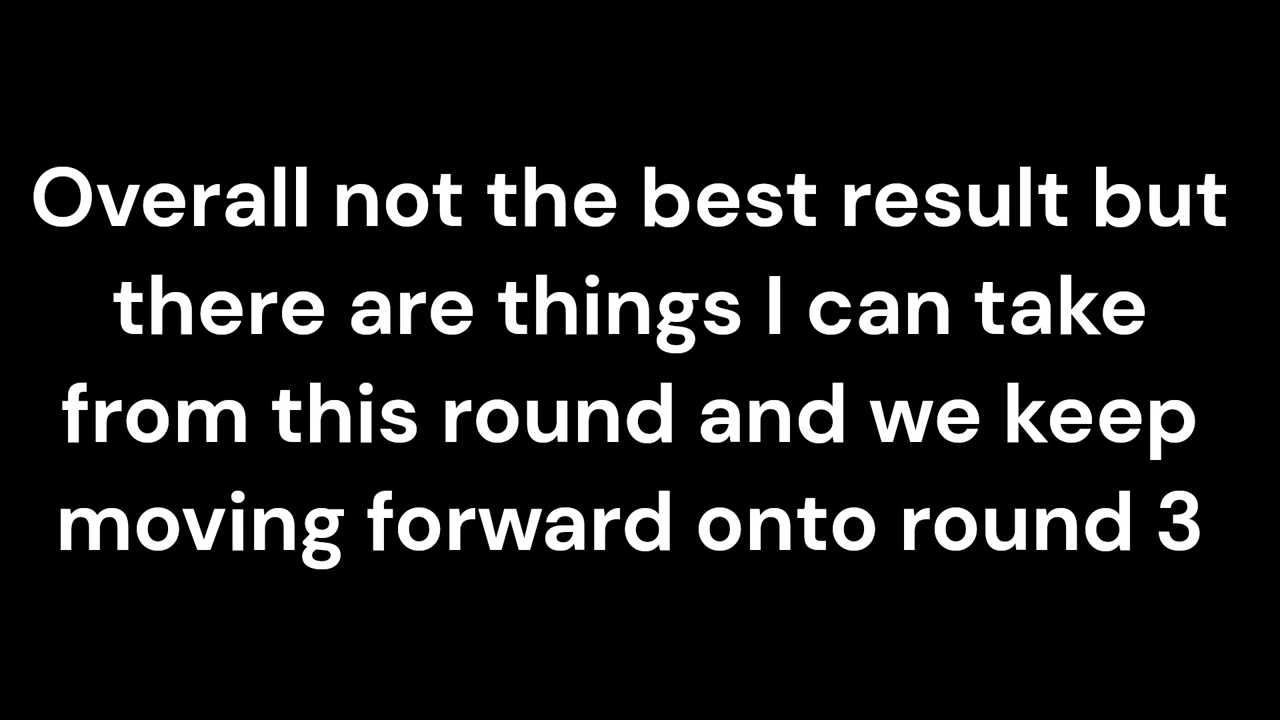 Overall not the best result but
there are things I can take
from this round and we keep
moving forward onto round 3